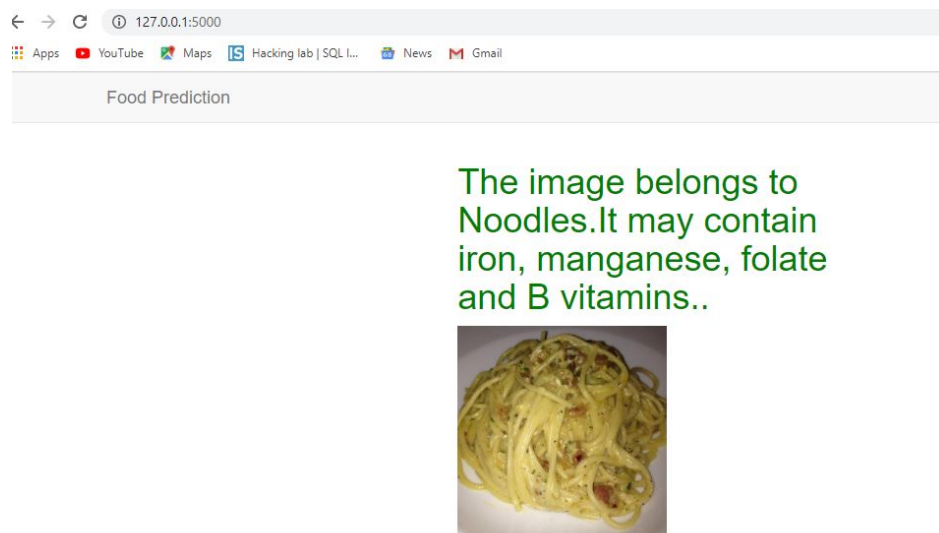 127.0.0.1:5000
Apps YouTube Maps Hacking lab | SQL I... News Gmail
Food Prediction
The image belongs to
Noodles.It may contain
iron, manganese, folate
and B vitamins..